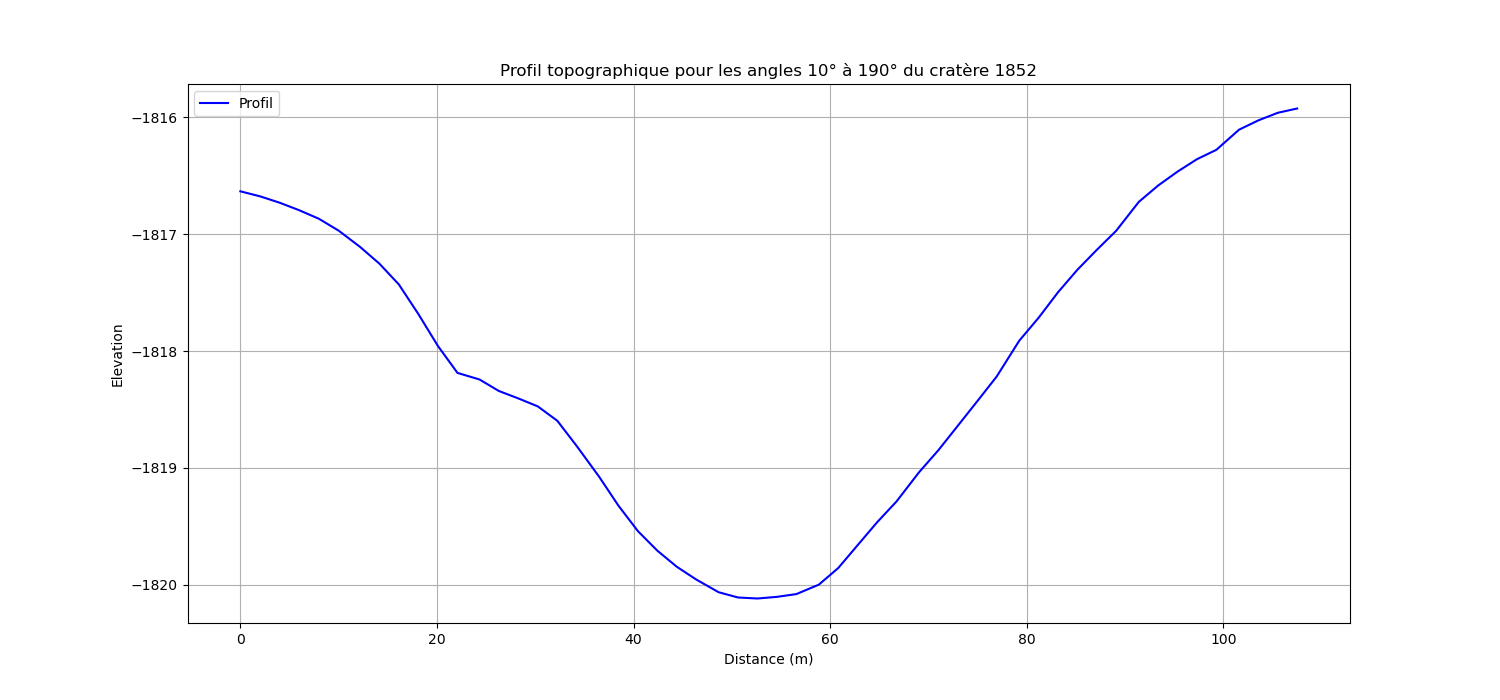 Profil topographique pour les angles 10° à 190° du cratère 1852
Profil
−1816
−1817
−1818
−1819
−1820
Elevation
0 20 40 60 80 100
Distance (m)